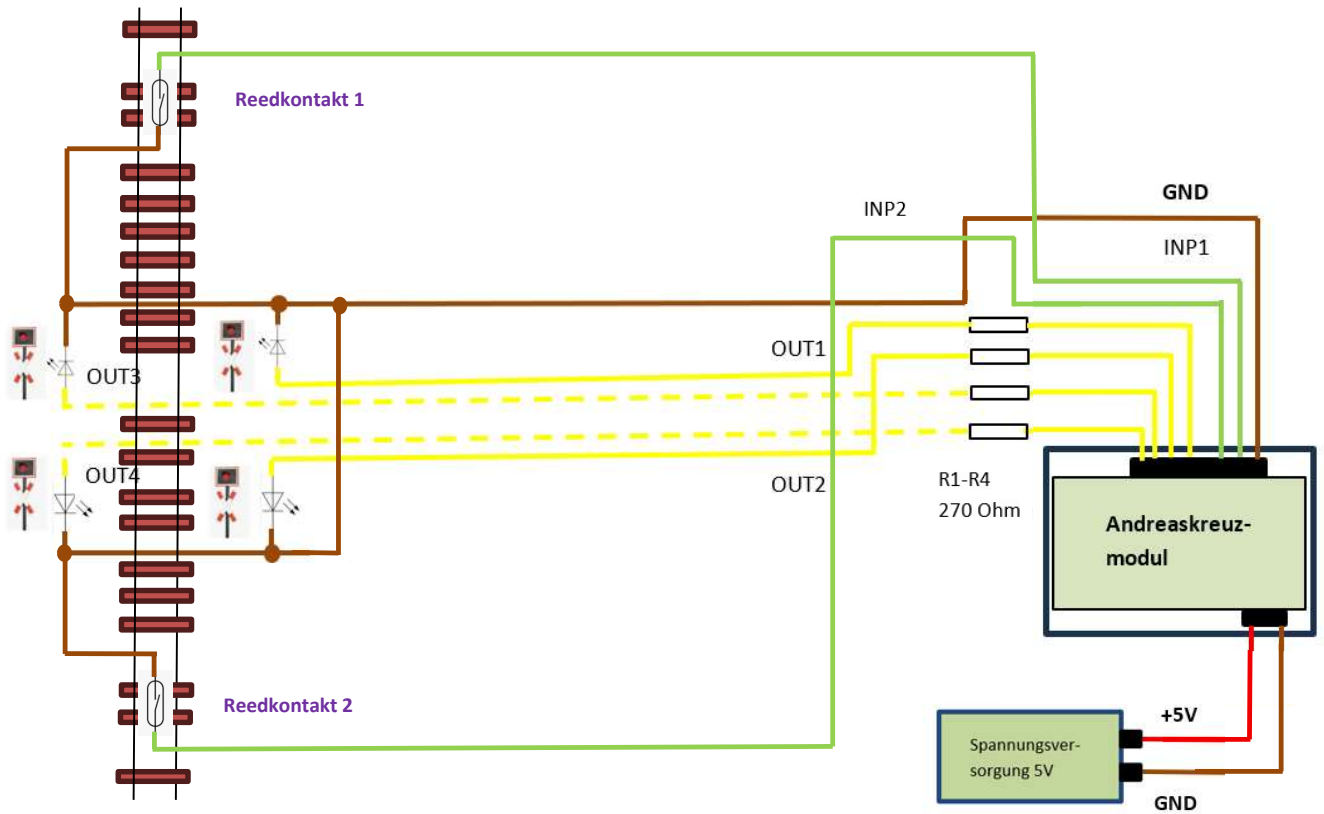 Reedkontakt 1
GND
INP2
INP1
OUT1
OUT3
OUT4
OUT2
R1-R4
270 Ohm
Andreaskreuz-
modul
Reedkontakt 2
+5V
Spannungsver-
sorgung 5V
GND